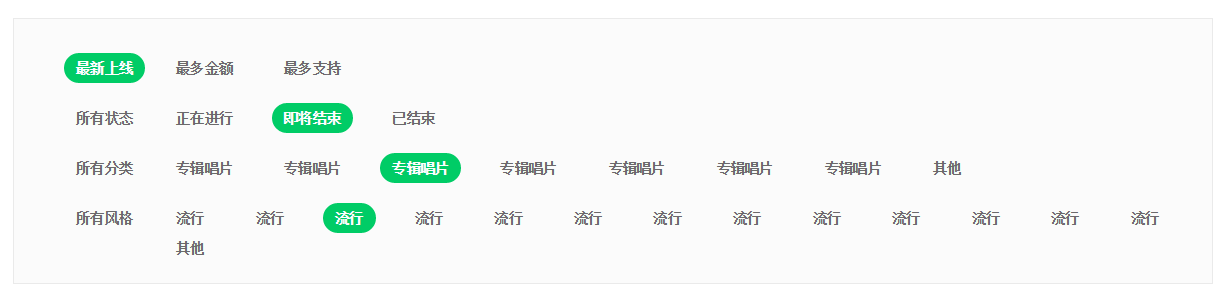 最新上线 最多金额 最多支持
所有状态 正在进行 即将结束 已结束
所有分类 专辑唱片 专辑唱片 专辑唱片 专辑唱片 专辑唱片 专辑唱片 专辑唱片 其他
所有风格 流行 流行 流行 流行 流行 流行 流行 流行 流行 流行 流行 流行 流行
其他